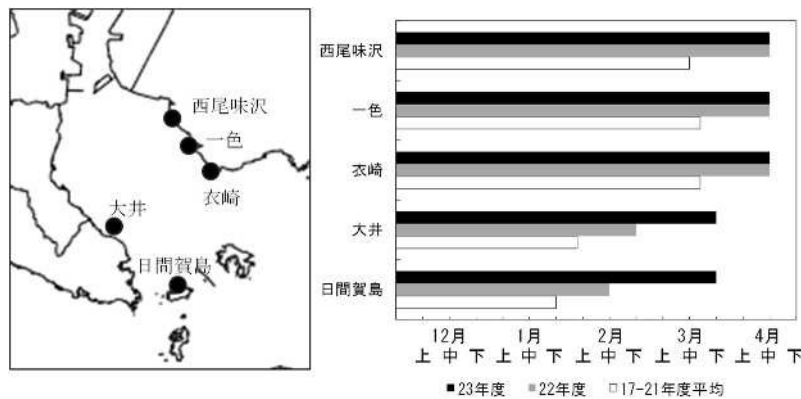 西尾味沢
一色
衣崎
大井
日間賀島
西尾味沢
一色
衣崎
大井
日間賀島
12月 1月 2月 3月 4月
上 中 下 上 中 下 上 中 下 上 中 下 上 中 下
■23年度 ■22年度 □17-21年度平均